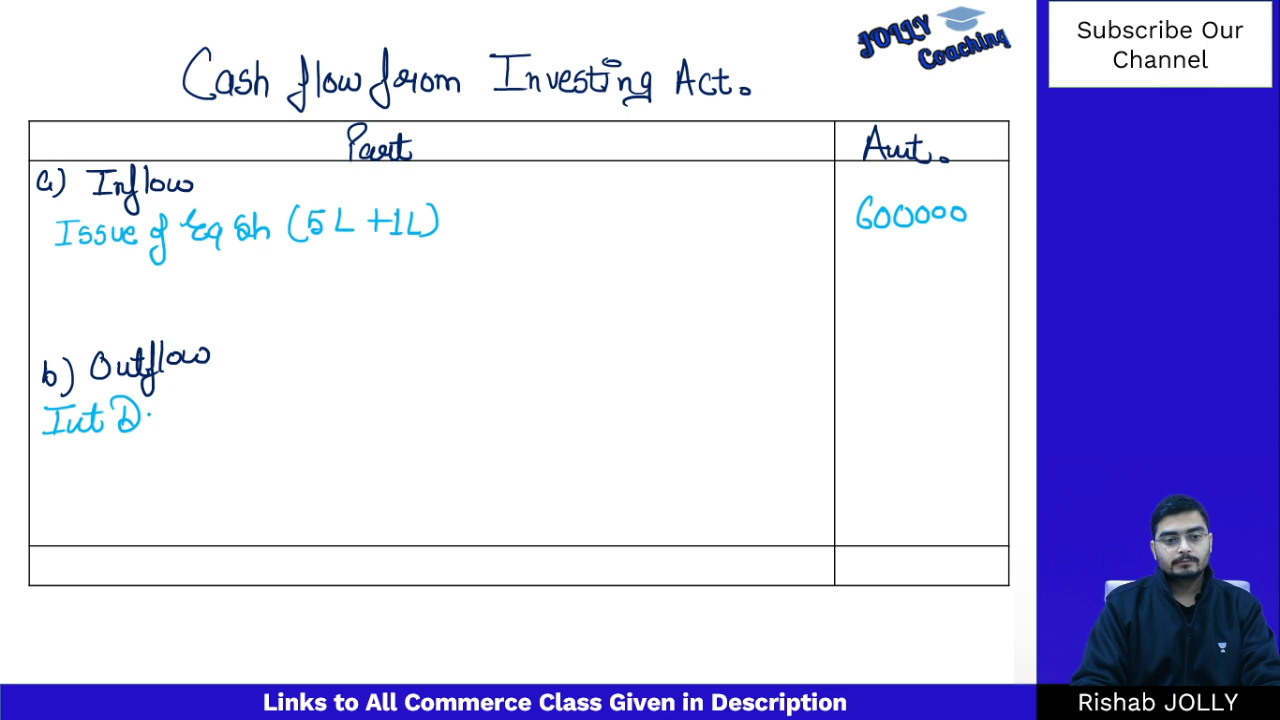 JOLLY
Coaching
Subscribe Our
Channel
Cash flow from Investing Act.
Part
Amt.
a) Inflow
Issue of Eq Sh (5L +1L)
600000
b) Outflow
Int D.
Links to All Commerce Class Given in Description
Rishab JOLLY